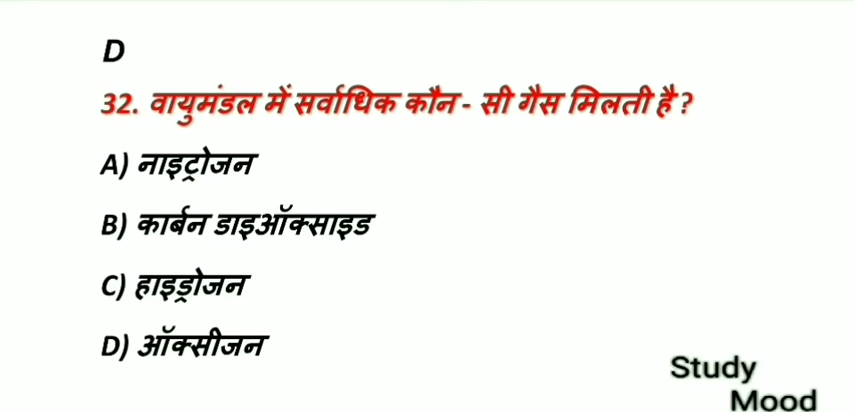 D
32. वायुमंडल में सर्वाधिक कौन - सी गैस मिलती है ?
A) नाइट्रोजन
B) कार्बन डाइऑक्साइड
C) हाइड्रोजन
D) ऑक्सीजन
Study
Mood